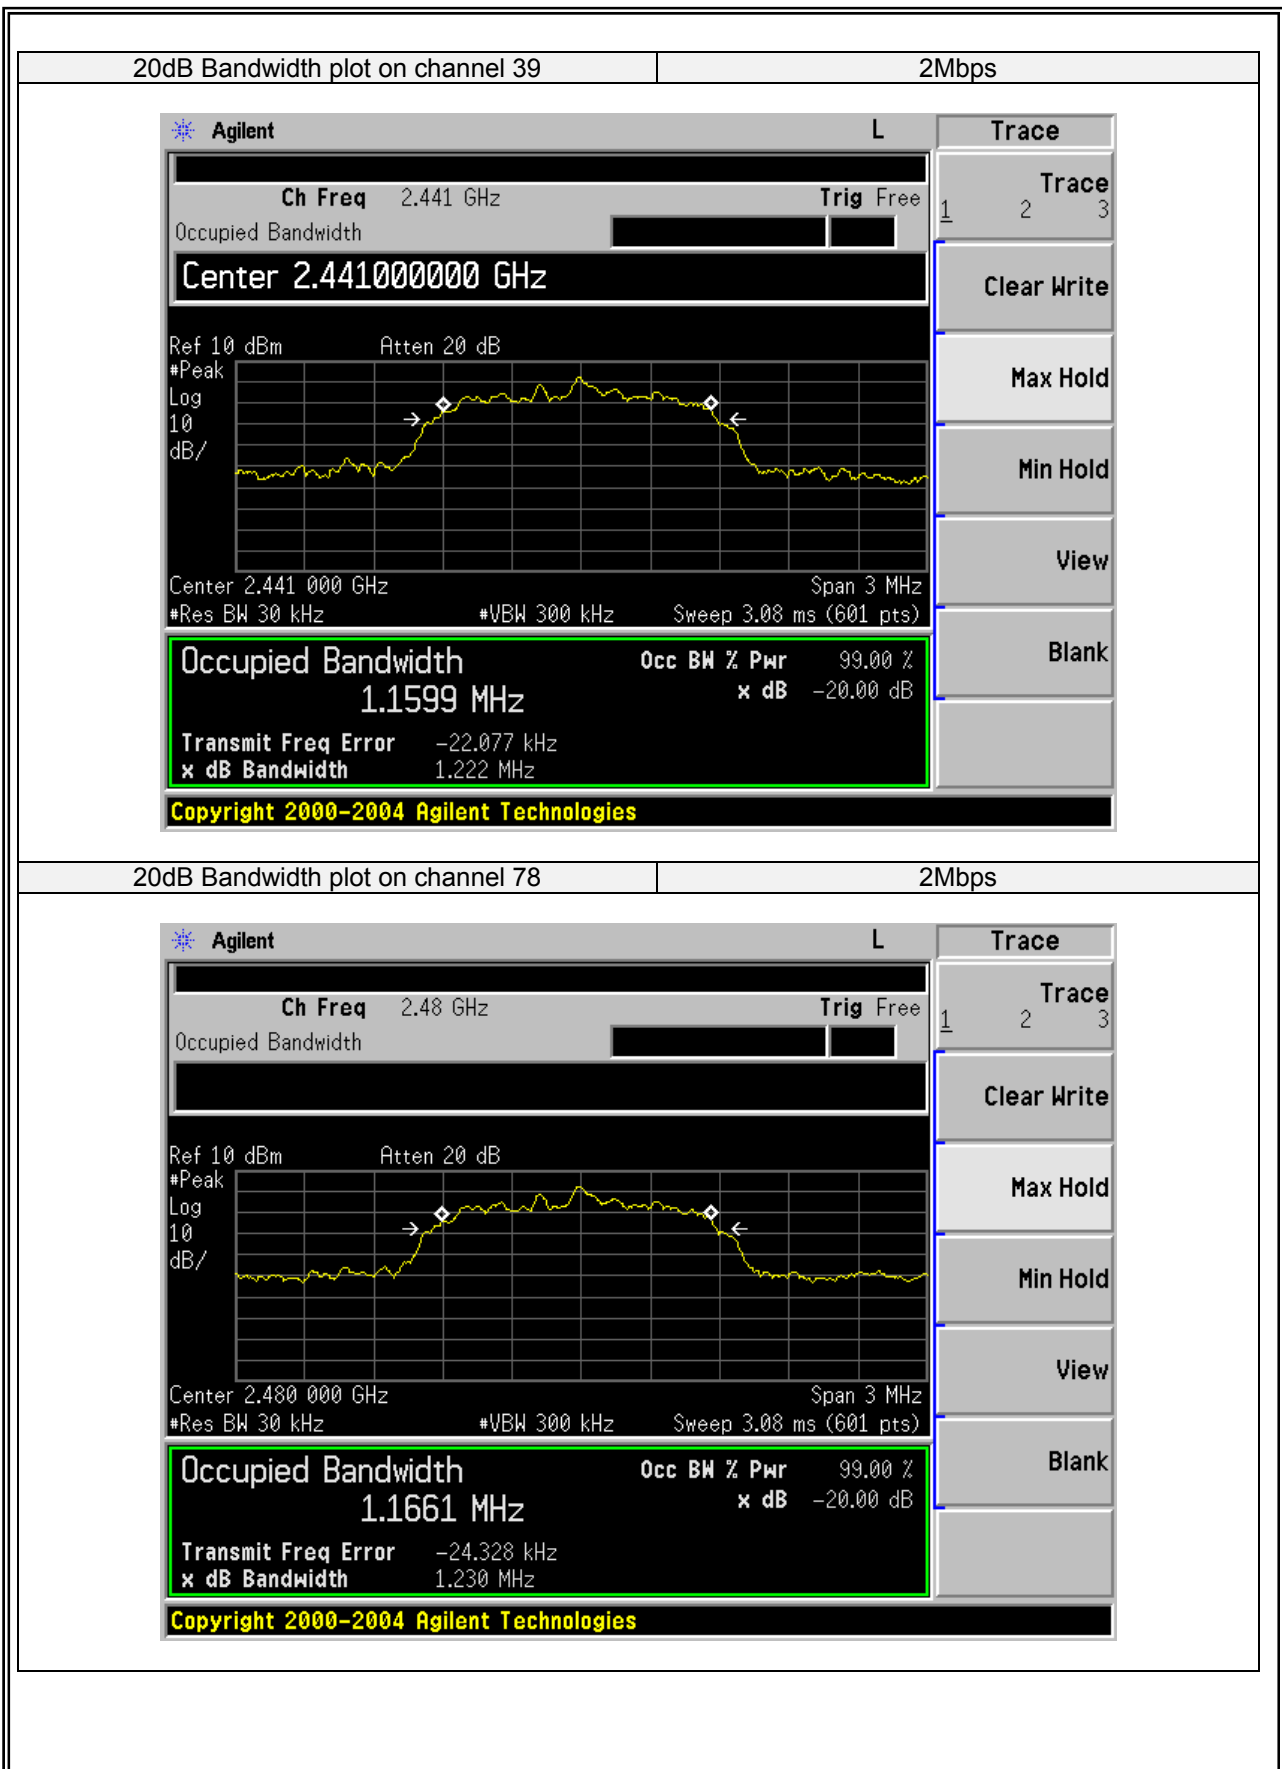 20dB Bandwidth plot on channel 39 2Mbps
Agilent L Trace
Ch Freq 2.441 GHz Trig Free
Trace
1 2 3
Occupied Bandwidth
Center 2.441000000 GHz
Clear Write
Ref 10 dBm Atten 20 dB
#Peak
Log
10
dB/
Max Hold
Min Hold
View
Center 2.441 000 GHz Span 3 MHz
#Res BW 30 kHz #VBW 300 kHz Sweep 3.08 ms (601 pts)
Occupied Bandwidth Occ BW % Pwr 99.00 %
1.1599 MHz x dB -20.00 dB
Blank
Transmit Freq Error -22.077 kHz
x dB Bandwidth 1.222 MHz
Copyright 2000-2004 Agilent Technologies
20dB Bandwidth plot on channel 78 2Mbps
Agilent L Trace
Ch Freq 2.48 GHz Trig Free
Trace
1 2 3
Occupied Bandwidth
Clear Write
Ref 10 dBm Atten 20 dB
#Peak
Log
10
dB/
Max Hold
Min Hold
View
Center 2.480 000 GHz Span 3 MHz
#Res BW 30 kHz #VBW 300 kHz Sweep 3.08 ms (601 pts)
Occupied Bandwidth Occ BW % Pwr 99.00 %
1.1661 MHz x dB -20.00 dB
Blank
Transmit Freq Error -24.328 kHz
x dB Bandwidth 1.230 MHz
Copyright 2000-2004 Agilent Technologies